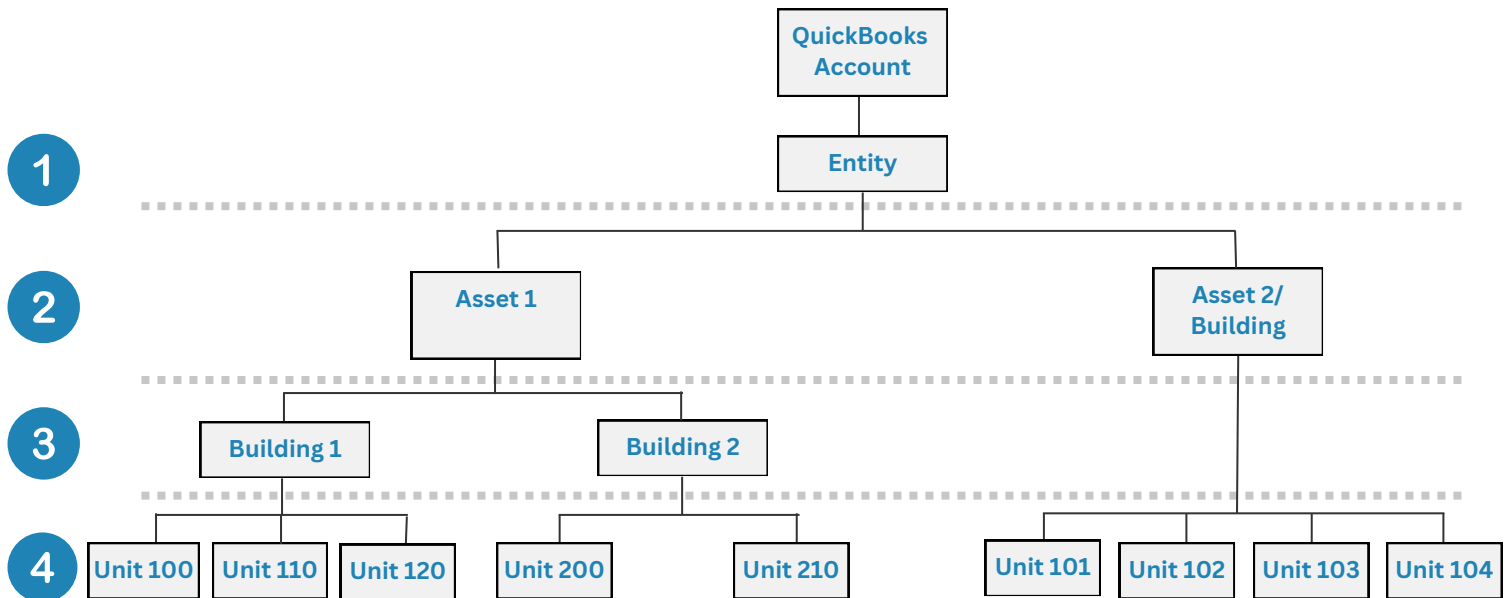 QuickBooks
Account
1
Entity
2
Asset 1
Asset 2/
Building
3
Building 1
Building 2
4
Unit 100
Unit 110
Unit 120
Unit 200
Unit 210
Unit 101
Unit 102
Unit 103
Unit 104